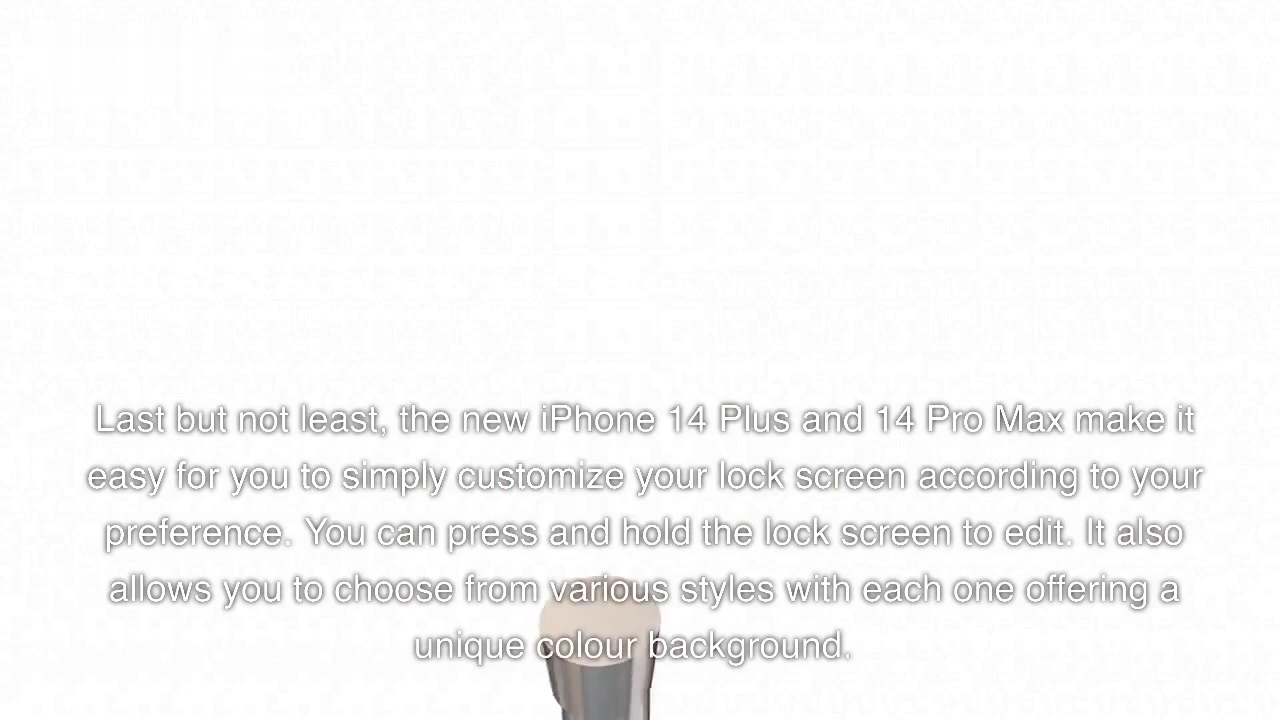 Last but not least, the new iPhone 14 Plus and 14 Pro Max make it
easy for you to simply customize your lock screen according to your
preference. You can press and hold the lock screen to edit. It also
allows you to choose from various styles with each one offering a
unique colour background.